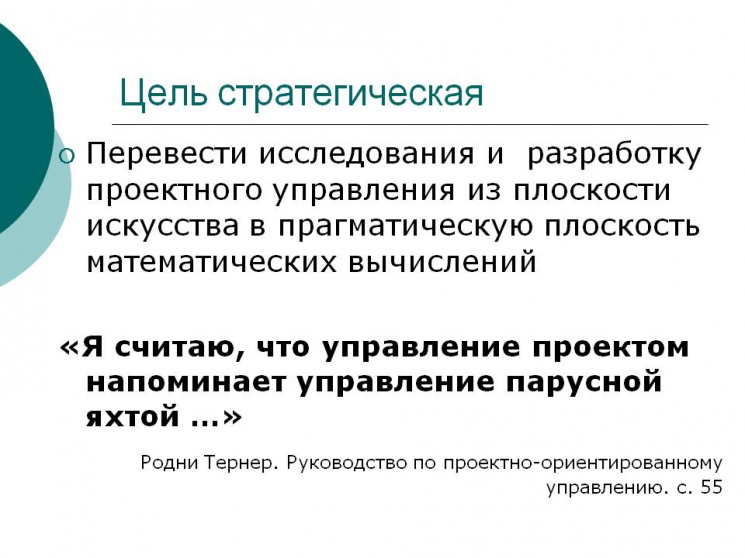 Цель стратегическая
Перевести исследования и разработку
проектного управления из плоскости
искусства в прагматическую плоскость
математических вычислений
«Я считаю, что управление проектом
напоминает управление парусной
яхтой …»
Родни Тернер. Руководство по проектно-ориентированному
управлению. с. 55